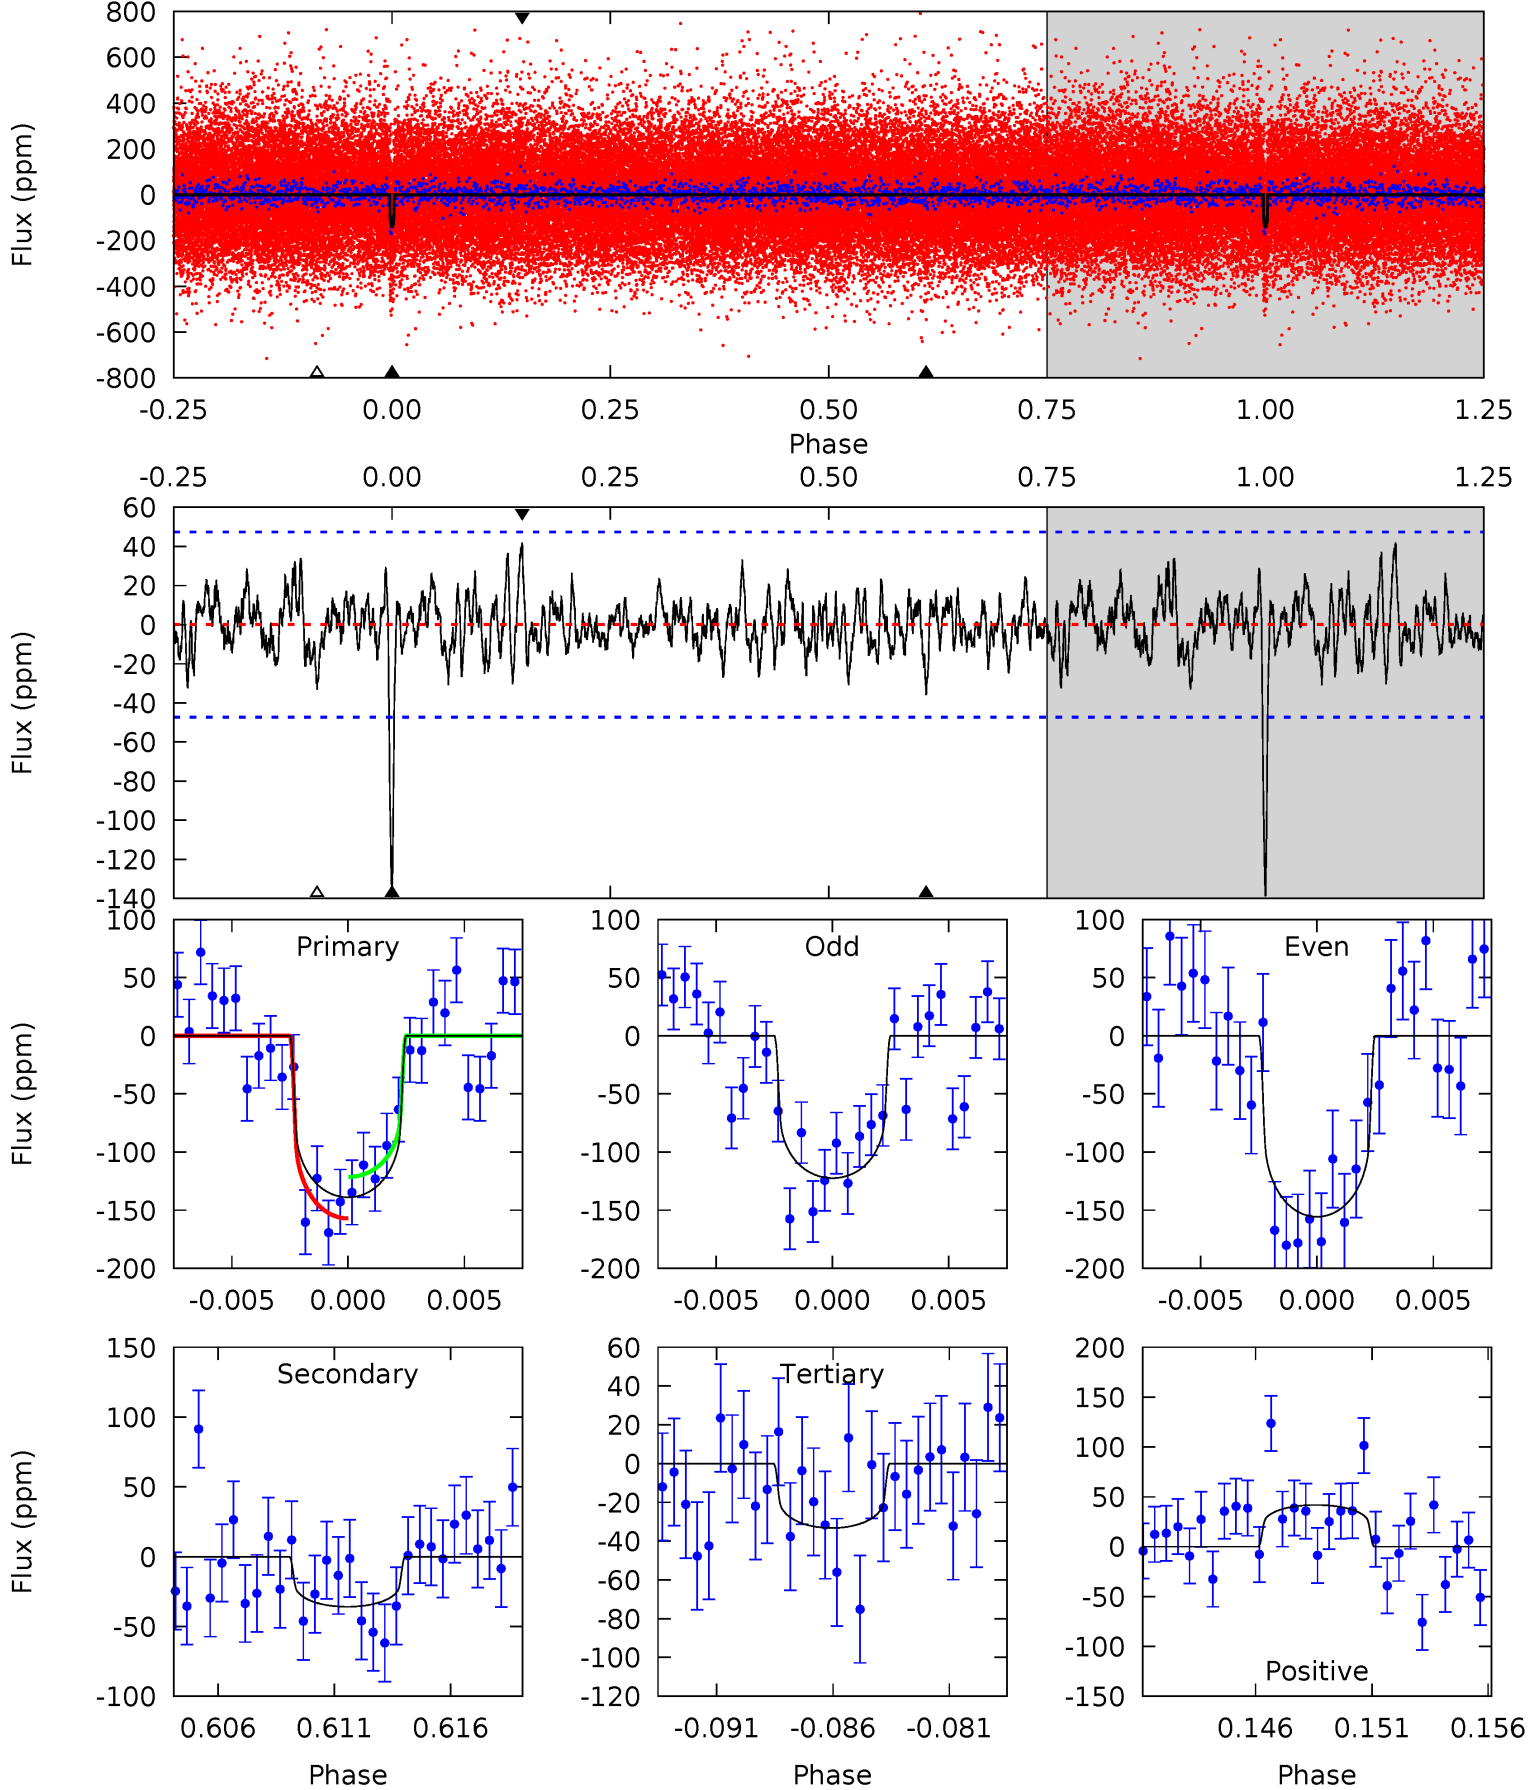 800
600
400
200
0
-200
-400
-600
-800
Flux (ppm)
-0.25 0.00 0.25 0.50 0.75 1.00 1.25
Phase
-0.25 0.00 0.25 0.50 0.75 1.00 1.25
60
40
20
0
-20
-40
-60
-80
-100
-120
-140
Flux (ppm)
Primary Odd Even
100 100 100
50 50 50
0 0 0
-50 -50 -50
-100 -100 -100
-150 -150 -150
-200 -200 -200
Flux (ppm)
-0.005 0.000 0.005 -0.005 0.000 0.005 -0.005 0.000 0.005
Secondary Tertiary
150
100
50
0
-50
-100
Flux (ppm)
60
40
20
0
-20
-40
-60
-80
-100
-120
200
150
100
50
0
-50
-100
-150
Positive
0.606 0.611 0.616 -0.091 -0.086 -0.081 0.146 0.151 0.156
Phase Phase Phase